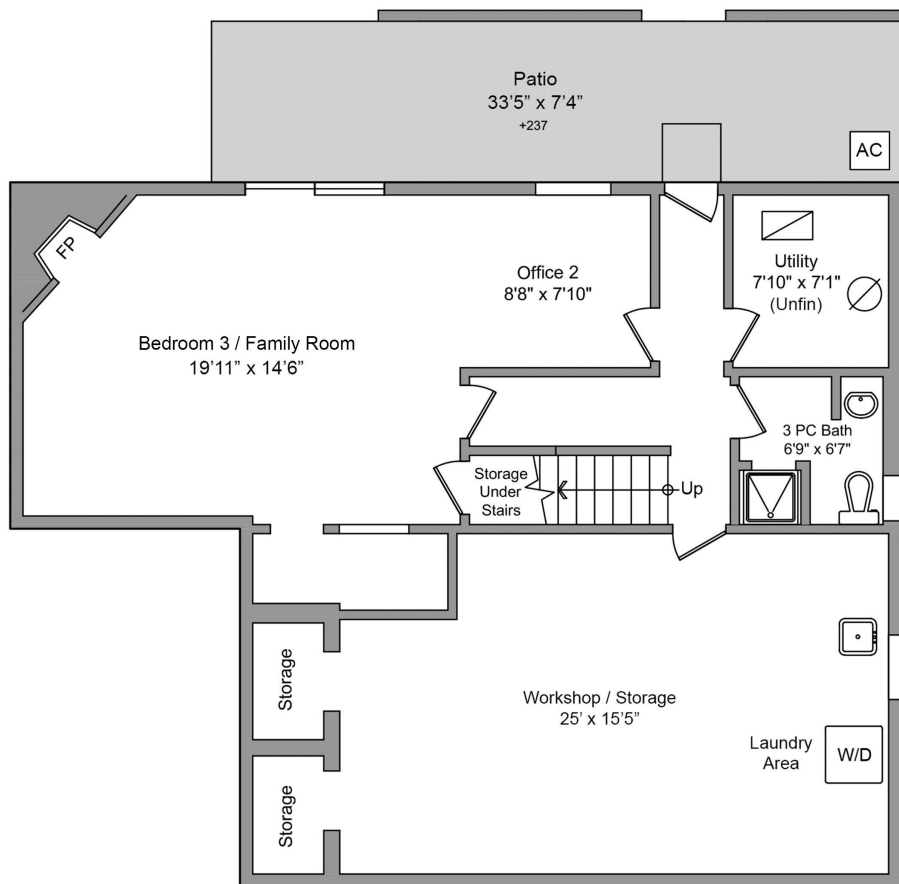 Patio
33’5” x 7’4”
+237
AC
FP
Office 2
8'8" x 7'10"
Utility
7'10" x 7'1"
(Unfin)
Bedroom 3 / Family Room
19’11” x 14’6”
3 PC Bath
6'9" x 6'7"
Storage
Under
Stairs
Up
Storage
Workshop / Storage
25’ x 15’5”
Laundry
Area
W/D
Storage